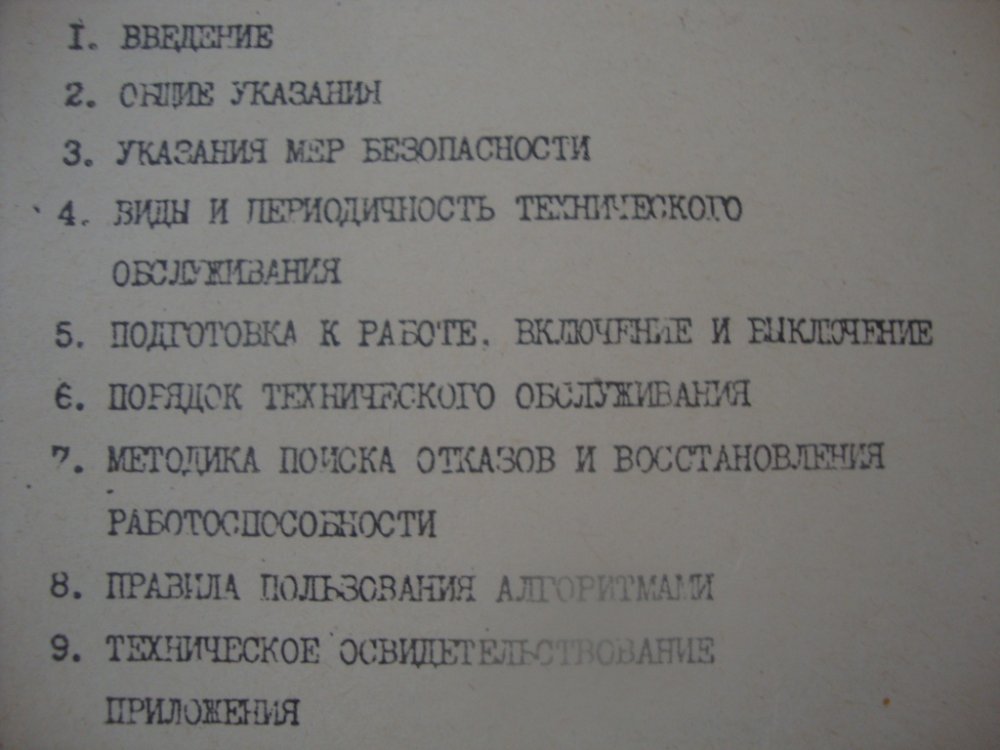 I. ВВЕДЕНИЕ
2. ОБЩИЕ УКАЗАНИЯ
3. УКАЗАНИЯ МЕР БЕЗОПАСНОСТИ
4. ВИДЫ И ПЕРИОДИЧНОСТЬ ТЕХНИЧЕСКОГО
ОБСЛУЖИВАНИЯ
5. ПОДГОТОВКА К РАБОТЕ. ВКЛЮЧЕНИЕ И ВЫКЛЮЧЕНИЕ
6. ПОРЯДОК ТЕХНИЧЕСКОГО ОБСЛУЖИВАНИЯ
7. МЕТОДИКА ПОИСКА ОТКАЗОВ И ВОССТАНОВЛЕНИЯ
РАБОТОСПОСОБНОСТИ
8. ПРАВИЛА ПОЛЬЗОВАНИЯ АЛГОРИТМАМИ
9. ТЕХНИЧЕСКОЕ ОСВИДЕТЕЛЬСТВОВАНИЕ
ПРИЛОЖЕНИЯ